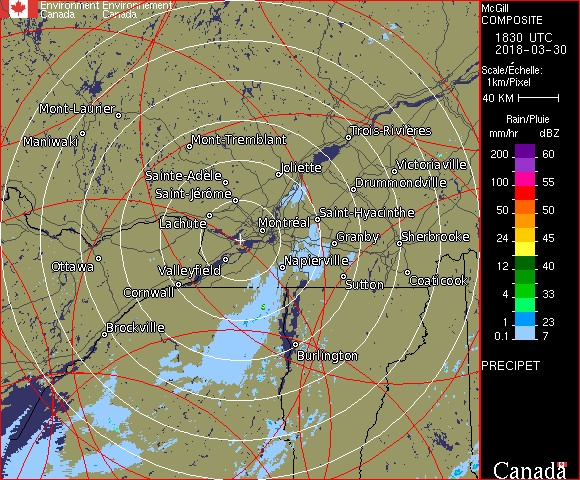 Environment Environnement
Canada Canada
McGill
COMPOSITE
1830 UTC
2018-03-30
Scale/Échelle:
1km/Pixel
40 KM
Rain/Pluie
mm/hr dBZ
200 60
100 55
50 50
24 45
12 40
4 33
1 23
0.1 7
PRECIPET
Canada
Mont-Laurier
Maniwaki
Mont-Tremblant
Trois-Rivières
Joliette
Victoriaville
Sainte-Adèle
Drummondville
Saint-Jérôme
Lachute
Saint-Hyacinthe
Montréal
Granby
Sherbrooke
Ottawa
Valleyfield
Napierville
Cornwall
Sutton
Coaticook
Brockville
Burlington